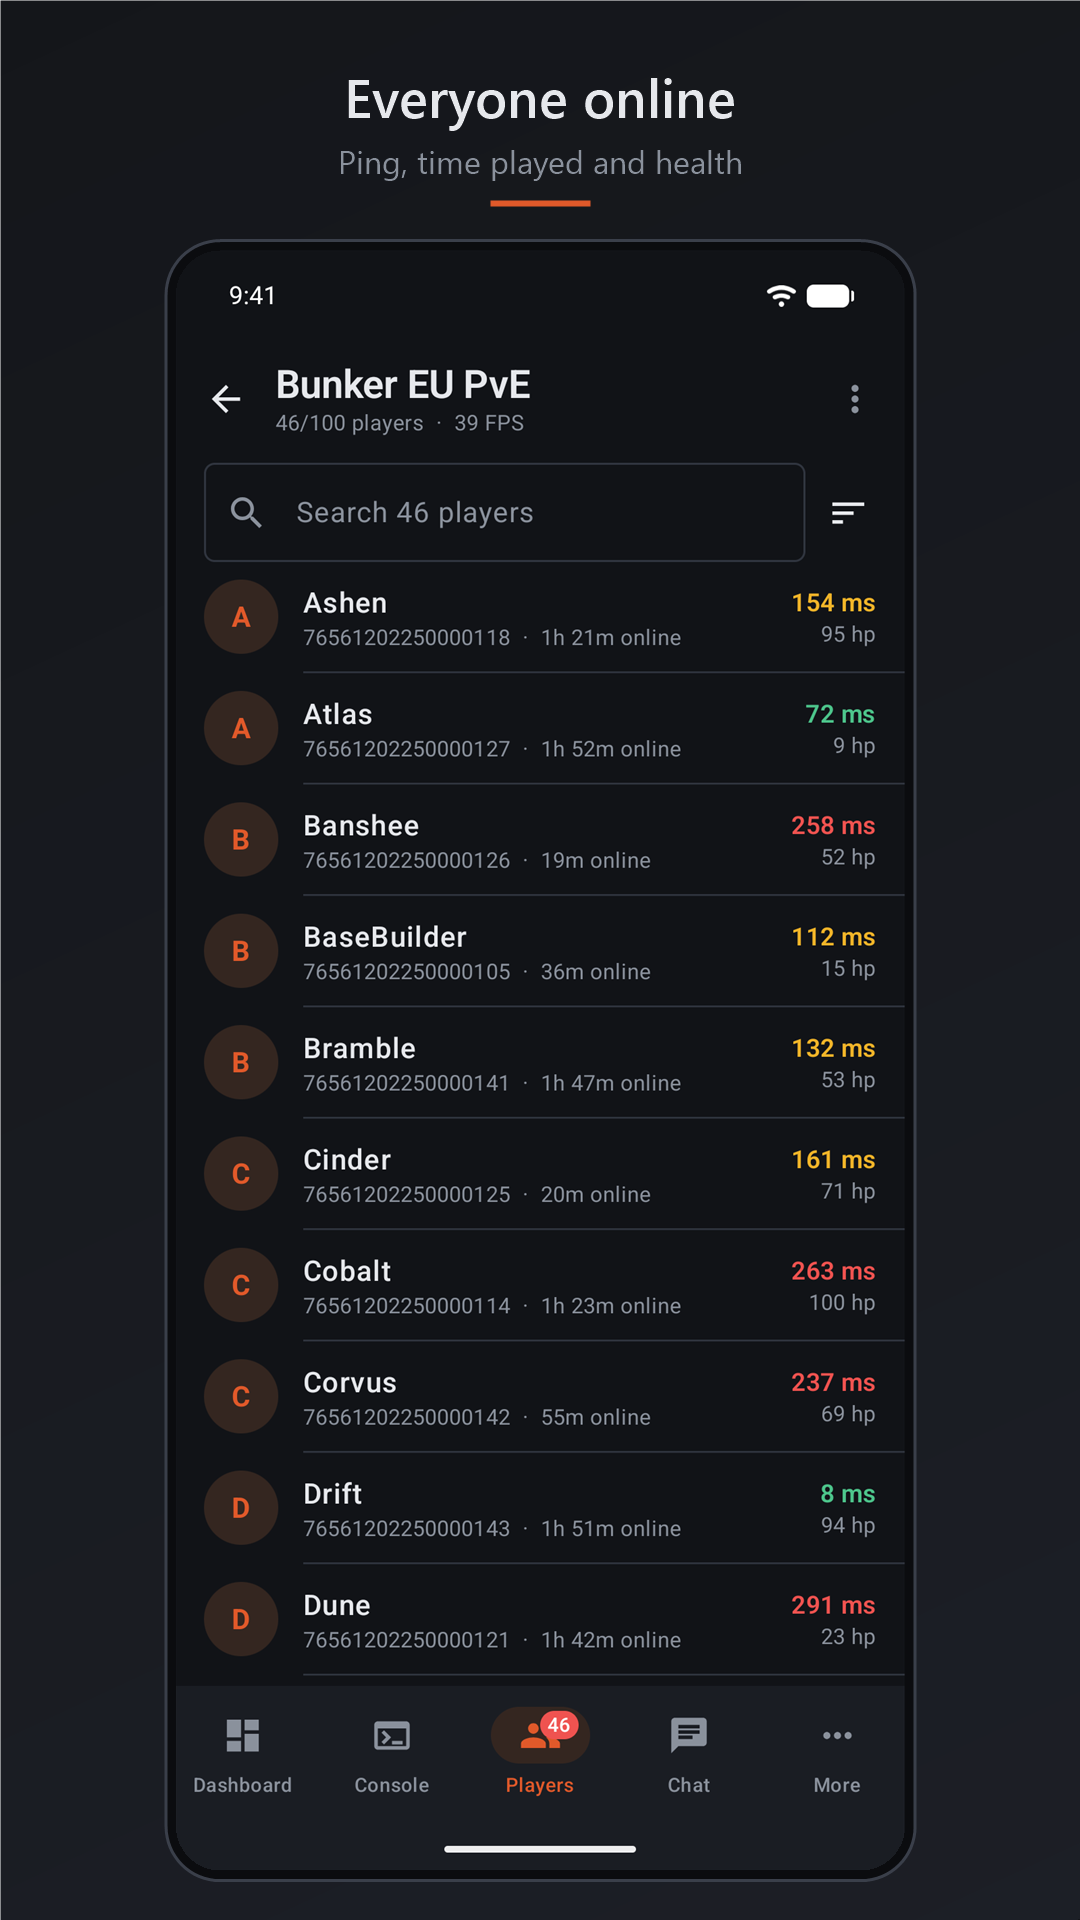 Everyone online
Ping, time played and health
9:41
Bunker EU PvE
46/100 players · 39 FPS
Search 46 players
A
Ashen
154 ms
76561202250000118 · 1h 21m online
95 hp
A
Atlas
72 ms
76561202250000127 · 1h 52m online
9 hp
B
Banshee
258 ms
76561202250000126 · 19m online
52 hp
B
BaseBuilder
112 ms
76561202250000105 · 36m online
15 hp
B
Bramble
132 ms
76561202250000141 · 1h 47m online
53 hp
C
Cinder
161 ms
76561202250000125 · 20m online
71 hp
C
Cobalt
263 ms
76561202250000114 · 1h 23m online
100 hp
C
Corvus
237 ms
76561202250000142 · 55m online
69 hp
D
Drift
8 ms
76561202250000143 · 1h 51m online
94 hp
D
Dune
291 ms
76561202250000121 · 1h 42m online
23 hp
46
Dashboard
Console
Players
Chat
More